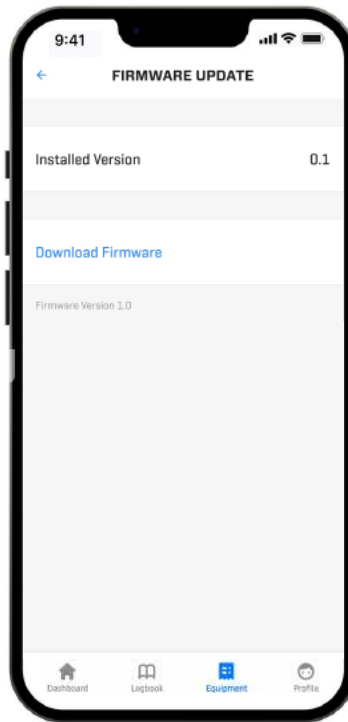 9:41
FIRMWARE UPDATE
Installed Version 0.1
Download Firmware
Firmware Version 1.0
Dashboard Logbook Equipment Profile